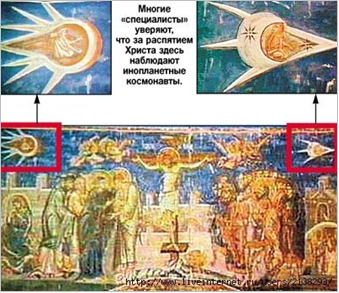 Многие
«специалисты»
уверяют,
что за распятием
Христа здесь
наблюдают
инопланетные
космонавты.